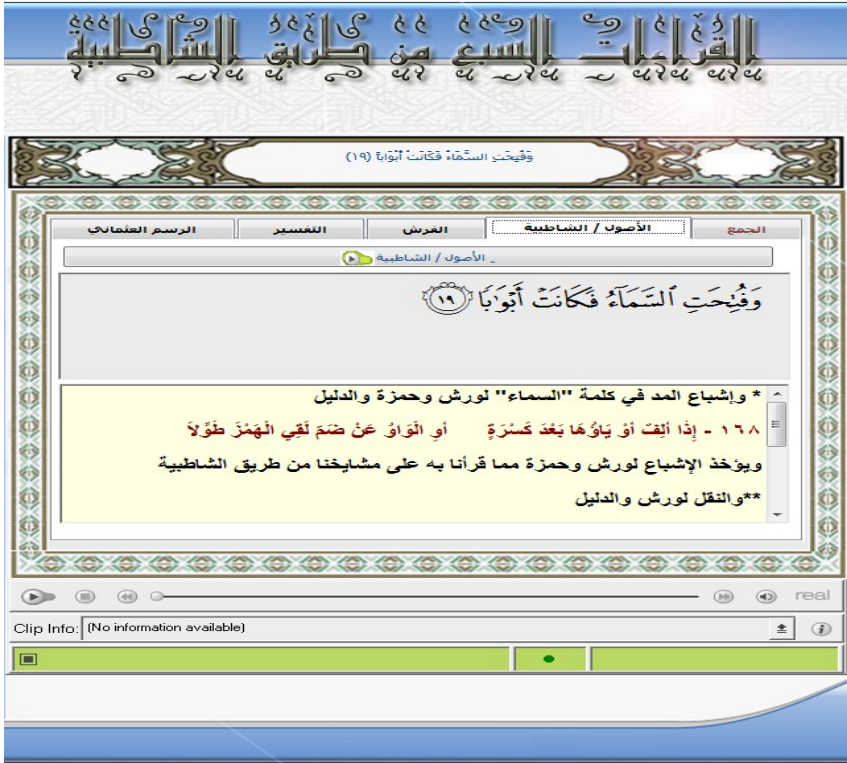 القراءات السبع من طريق الشاطبية
وَفُتِحَتِ السَّمَاءُ فَكَانَتْ أَبْوَاباً (١٩)
الجمع
الأصول / الشاطبية
الفرش
التفسير
الرسم العثماني
ـ الأصول / الشاطبية
وَفُتِحَتِ ٱلسَّمَآءُ فَكَانَتۡ أَبۡوَٰبٗا ١٩
* وإشباع المد في كلمة "السماء" لورش وحمزة والدليل
١٦٨ - إِذَا أَلِفٌ أَوْ يَاؤُهَا بَعْدَ كَسْرَةٍ أَوِ الْوَاوُ عَنْ ضَمٍّ لَقِي الْهَمْزَ طُوِّلاَ
ويؤخذ الإشباع لورش وحمزة مما قرأنا به على مشايخنا من طريق الشاطبية
**والنقل لورش والدليل
real
Clip Info: (No information available)